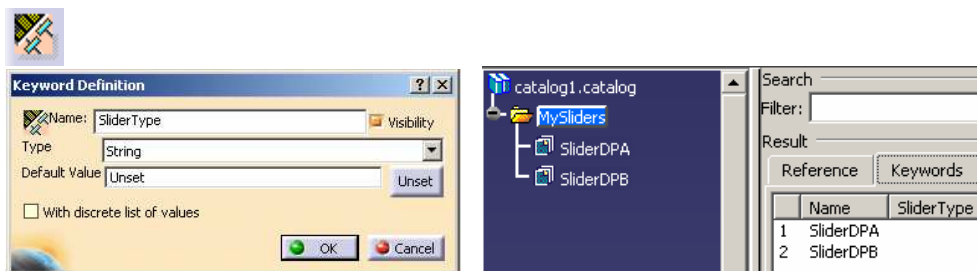 Keyword Definition
Name: SliderType Visibility
Type String
Default Value Unset Unset
With discrete list of values
OK Cancel
catalog1.catalog
MySliders
SliderDPA
SliderDPB
Search
Filter:
Result
Reference Keywords
Name SliderType
1 SliderDPA
2 SliderDPB